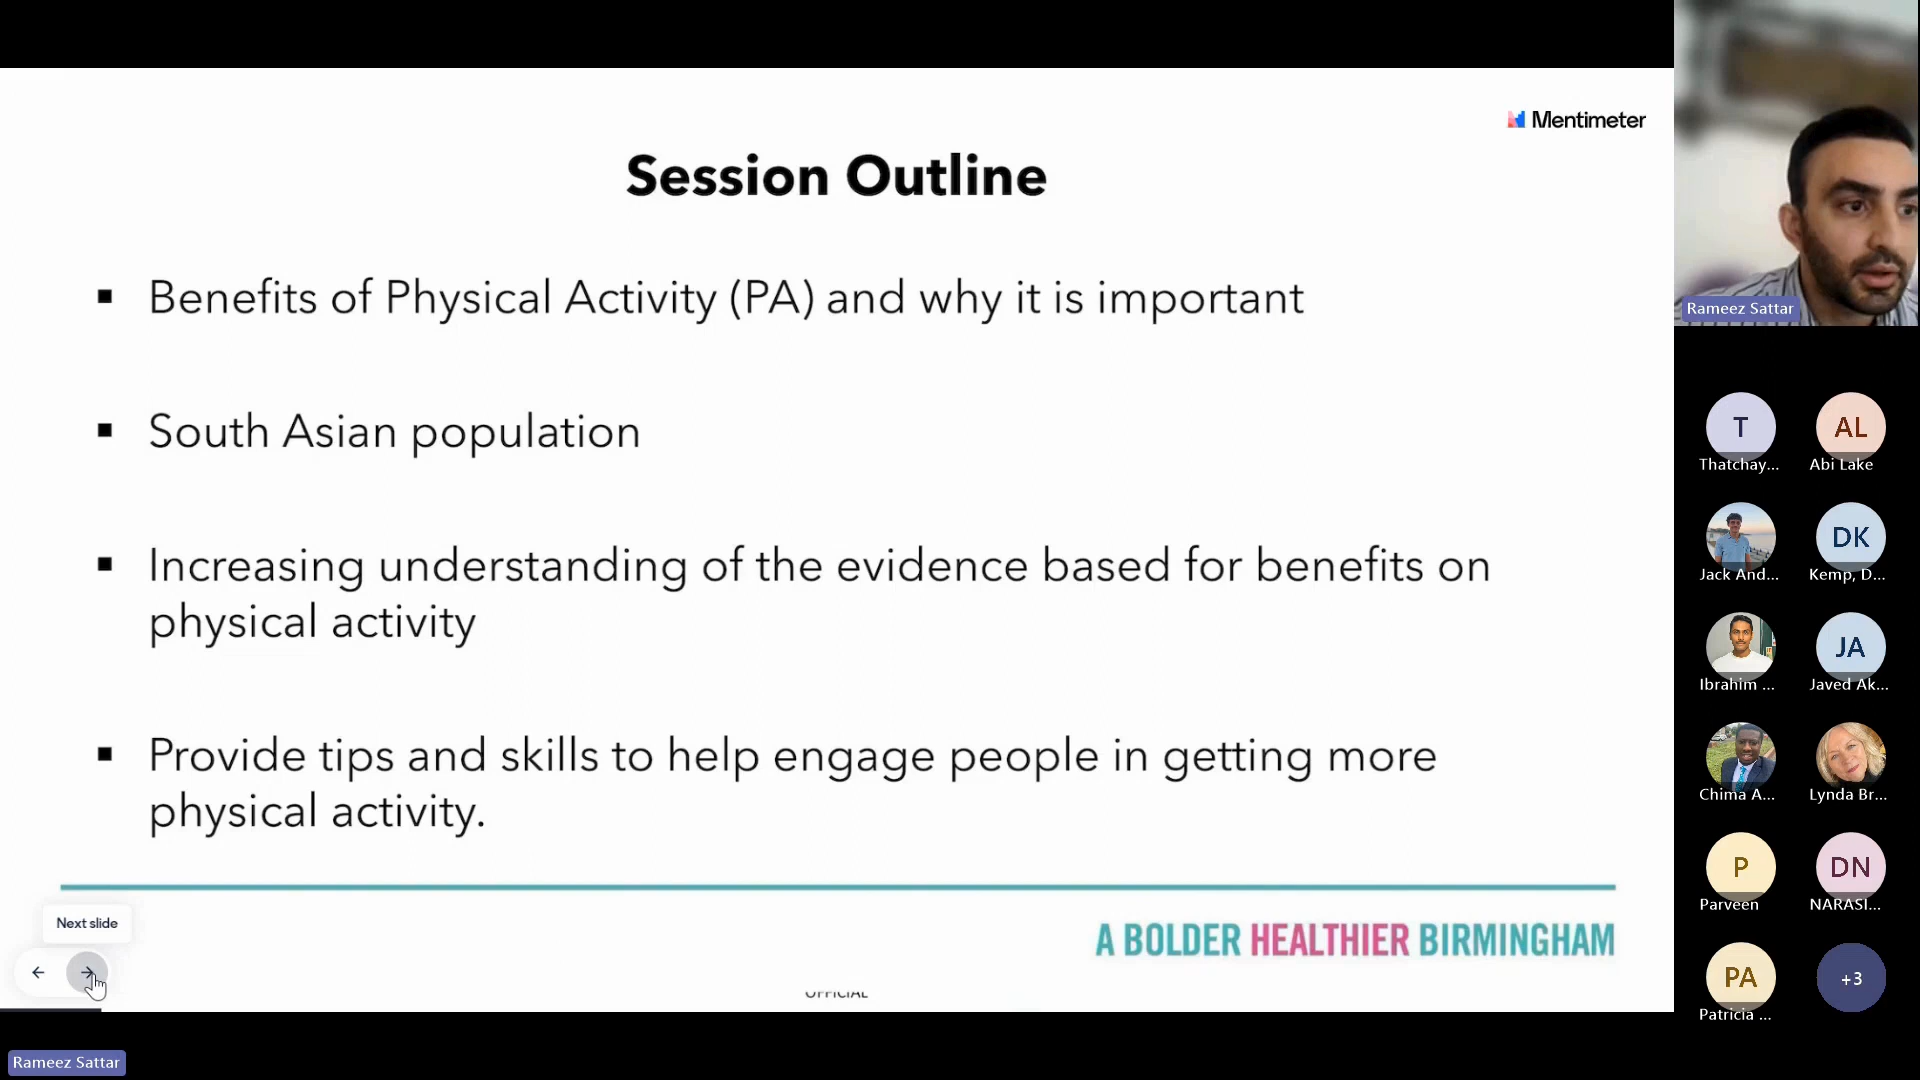 Mentimeter
Session Outline
▪ Benefits of Physical Activity (PA) and why it is important
▪ South Asian population
▪ Increasing understanding of the evidence based for benefits on
physical activity
▪ Provide tips and skills to help engage people in getting more
physical activity.
Next slide
A BOLDER HEALTHIER BIRMINGHAM
OFFICIAL
Rameez Sattar
Rameez Sattar
T
Thatchay...
AL
Abi Lake
Jack And...
DK
Kemp, D...
Ibrahim ...
JA
Javed Ak...
Chima A...
Lynda Br...
P
Parveen
DN
NARASI...
PA
Patricia ...
+3